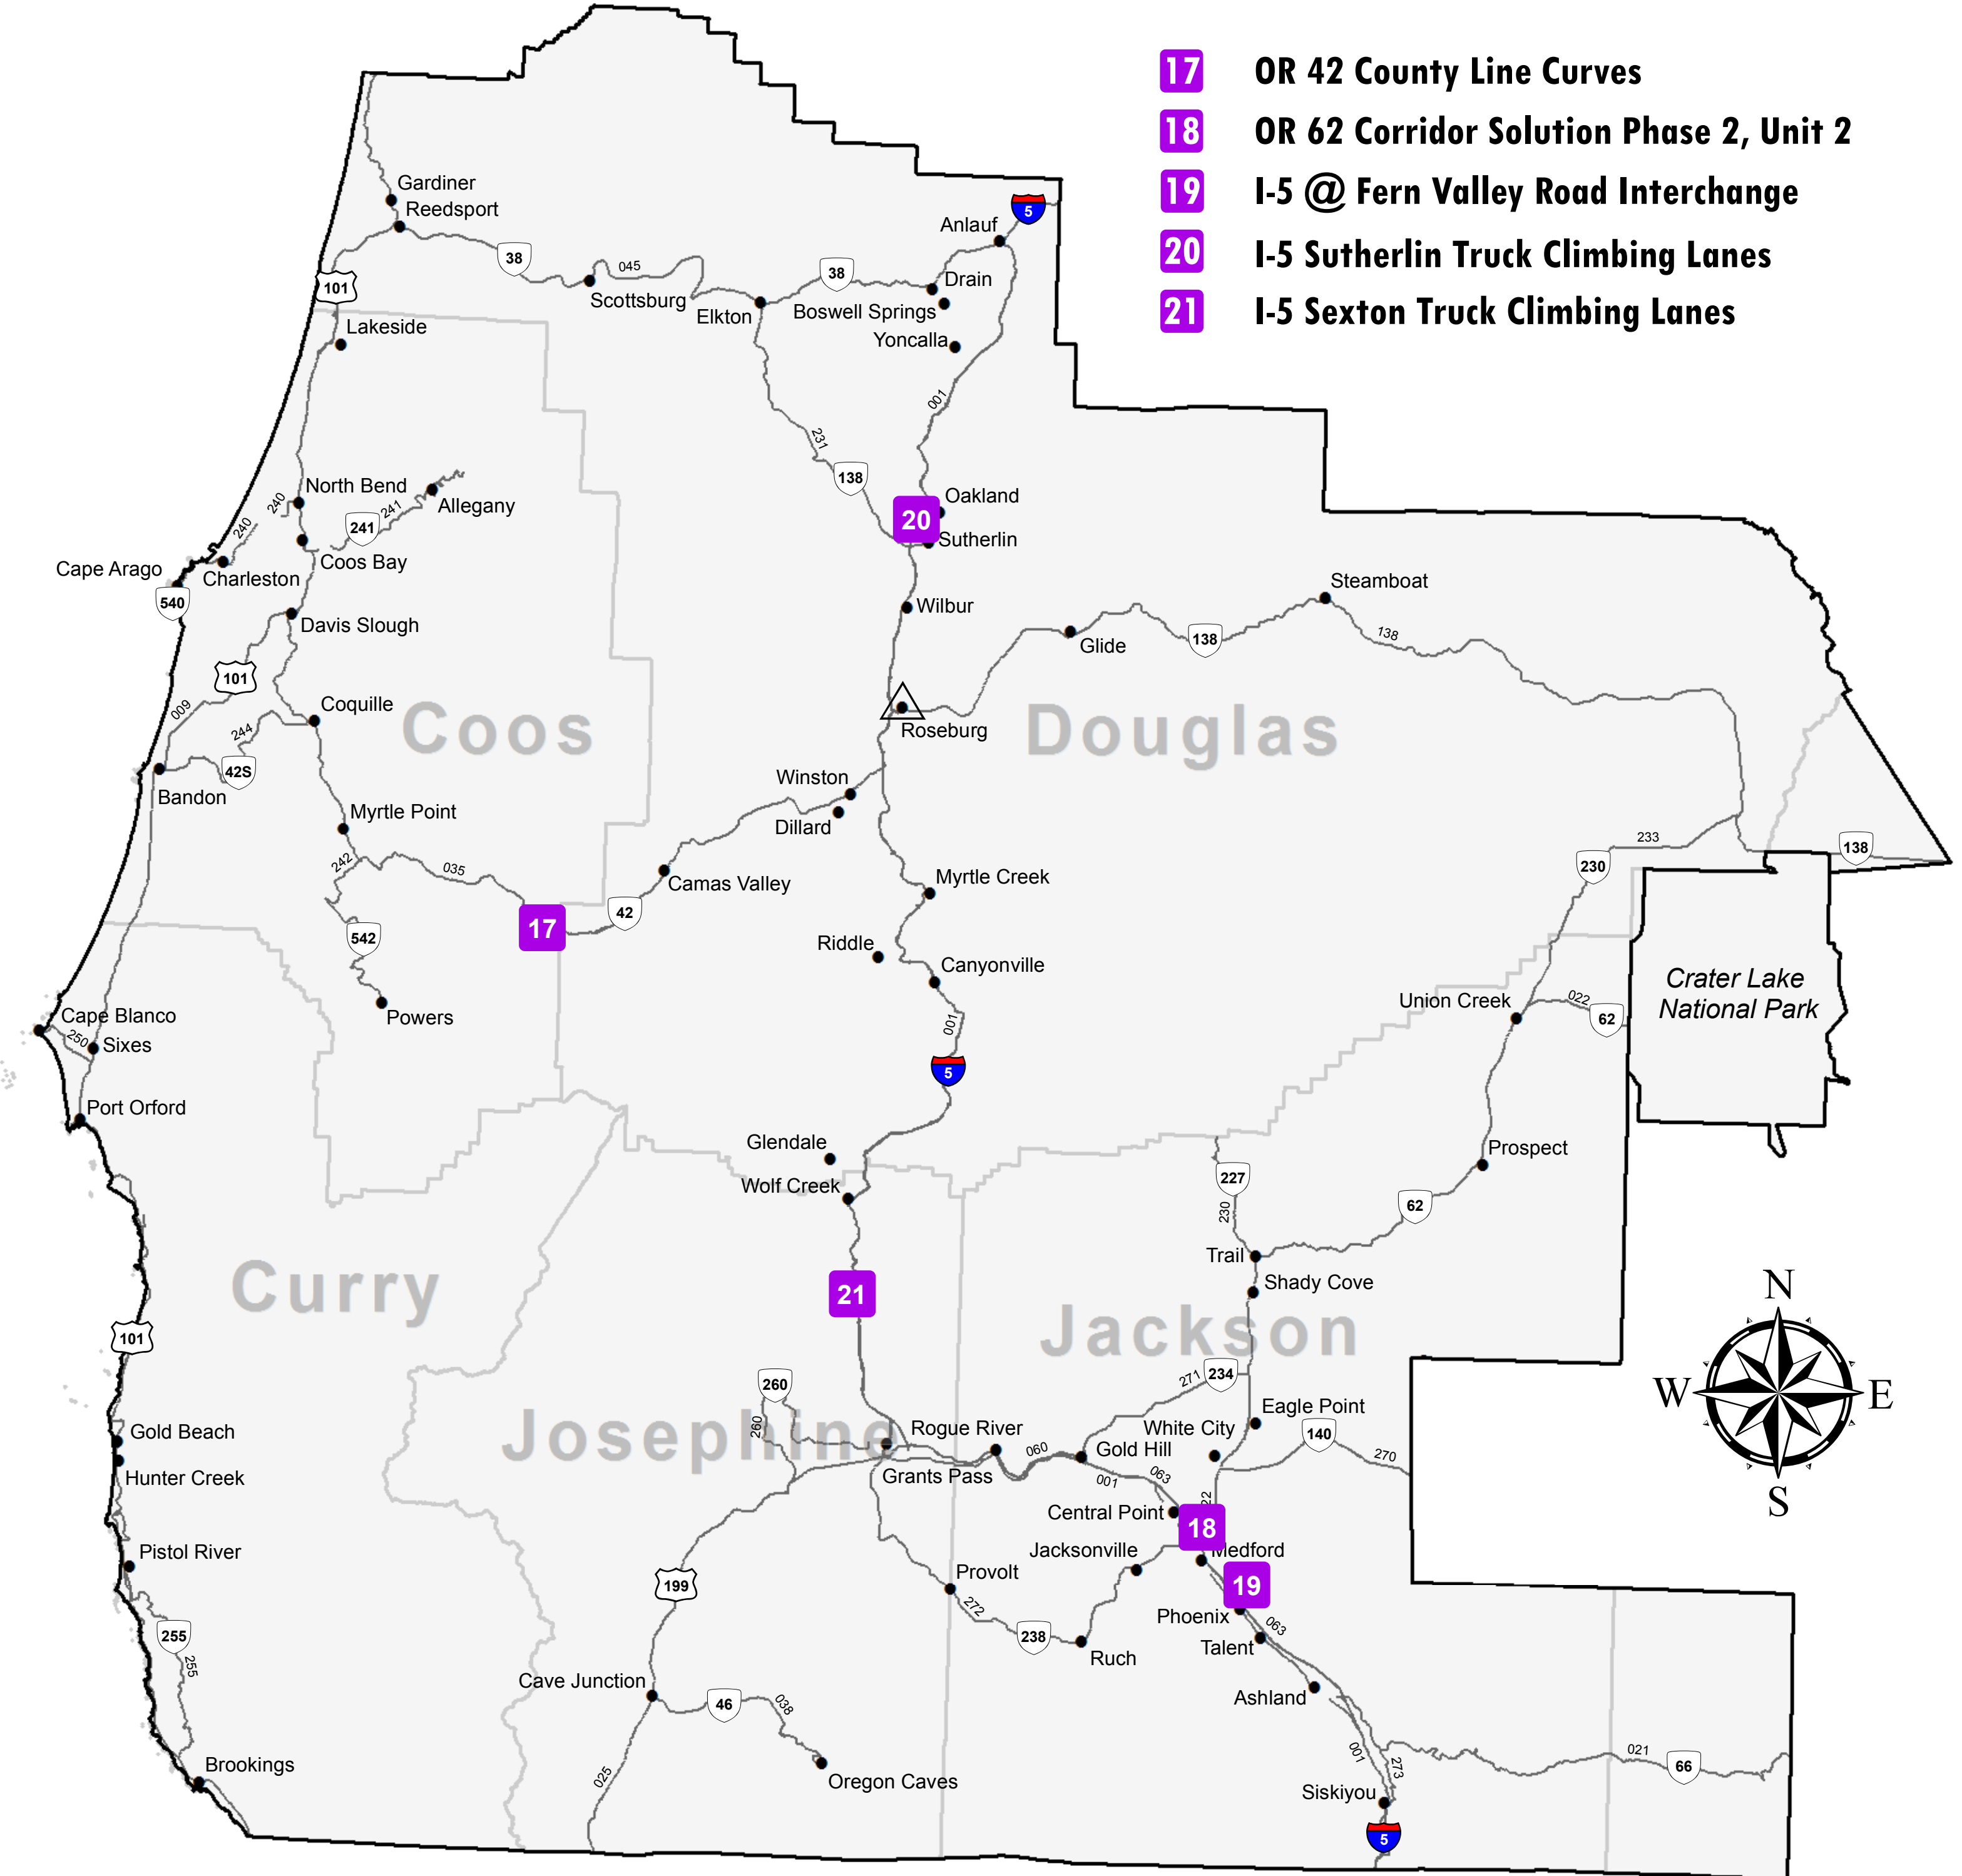 17 OR 42 County Line Curves
18 OR 62 Corridor Solution Phase 2, Unit 2
19 I-5 @ Fern Valley Road Interchange
20 I-5 Sutherlin Truck Climbing Lanes
21 I-5 Sexton Truck Climbing Lanes
Gardiner
Reedsport
Anlauf
5
38
045
38
Drain
101
Scottsburg
Elkton
Boswell Springs
Lakeside
Yoncalla
001
231
138
North Bend
240
Allegany
241
241
Oakland
20
Sutherlin
240
Coos Bay
Cape Arago
Charleston
540
Steamboat
Wilbur
Davis Slough
138
138
Glide
101
Coquille
009
244
Coos
Roseburg
Douglas
42S
Bandon
Winston
Myrtle Point
Dillard
233
138
242
035
230
Camas Valley
Myrtle Creek
42
17
542
Riddle
Canyonville
Crater Lake
National Park
Union Creek
022
62
Powers
Cape Blanco
250
Sixes
001
5
Port Orford
Glendale
Prospect
Wolf Creek
227
62
230
Trail
Curry
21
Shady Cove
Jackson
N
W
E
S
101
260
271
234
260
Josephine
Eagle Point
Gold Beach
Rogue River
White City
140
Gold Hill
060
270
Hunter Creek
Grants Pass
001
063
22
Central Point
18
Pistol River
Jacksonville
Medford
Provolt
199
19
272
Phoenix
255
238
063
Talent
255
Ruch
Cave Junction
46
038
Ashland
Brookings
025
Oregon Caves
001
273
021
66
Siskiyou
5